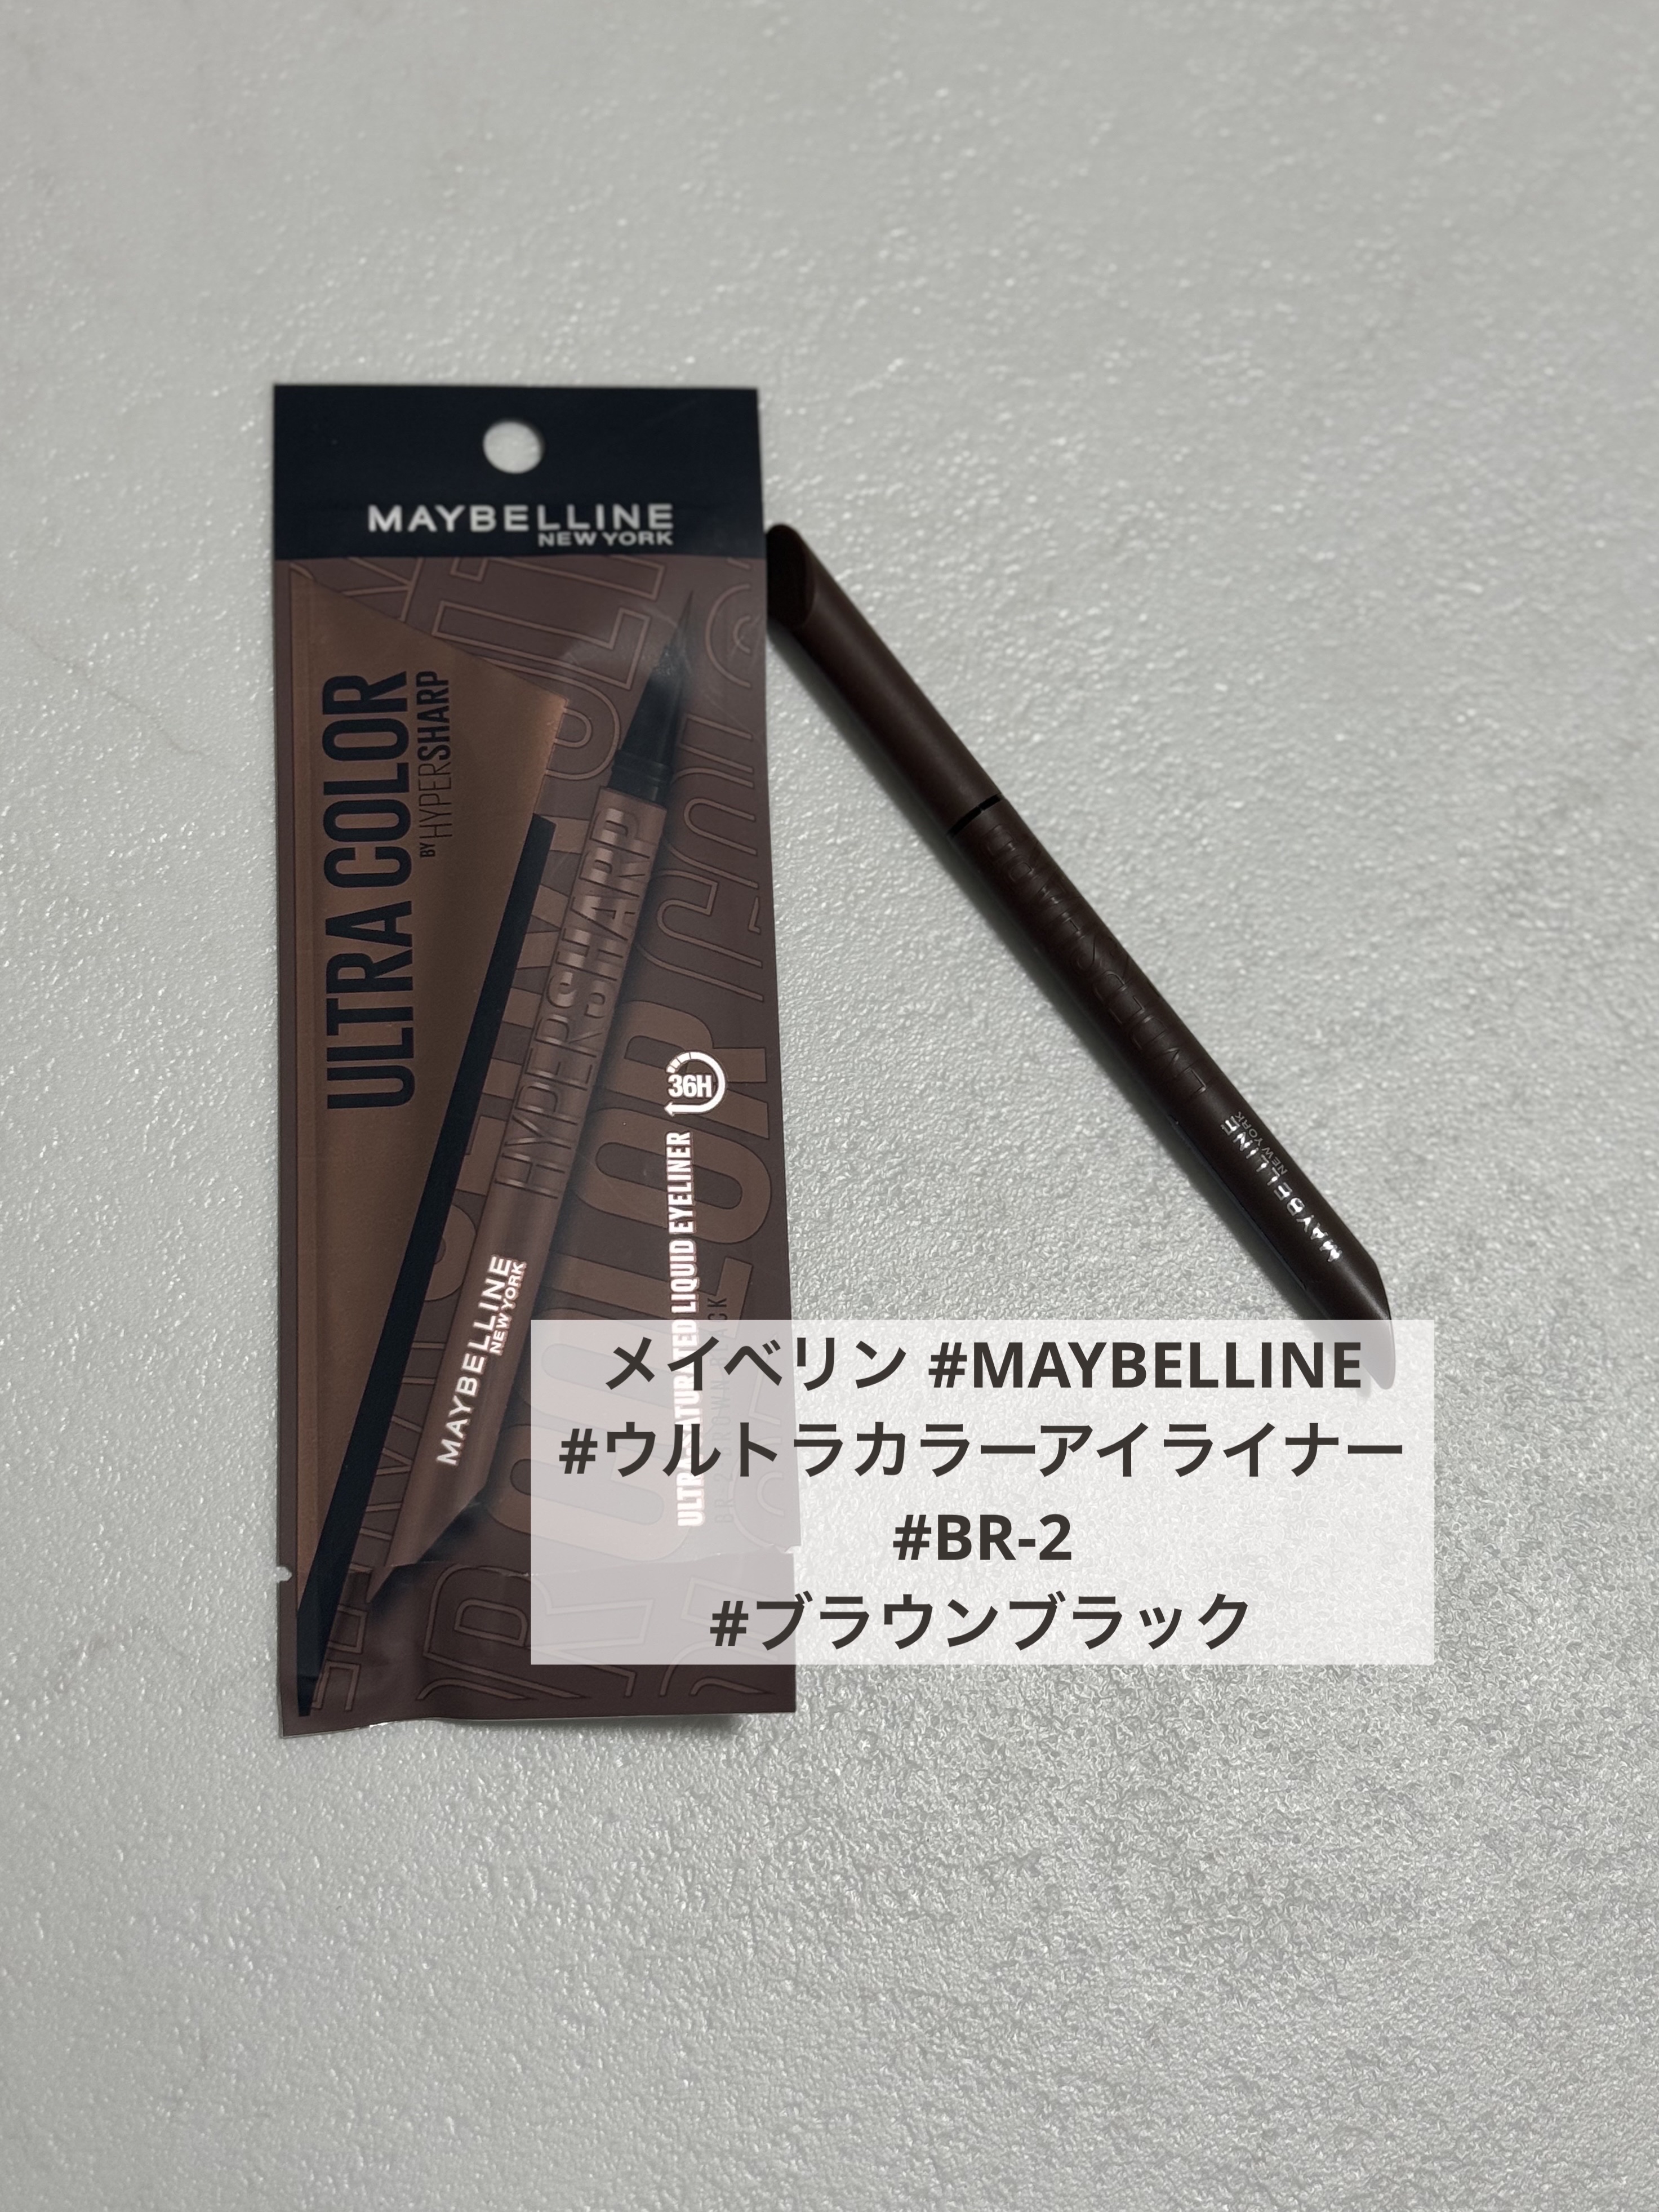 MAYBELLINE
NEW YORK
ULTRA COLOR
BY HYPERSHARP
HYPERSHARP
MAYBELLINE
NEW YORK
36H
LIQUID EYELINER
MAYBELLINE
NEW YORK
メイベリン #MAYBELLINE
#ウルトラカラーアイライナー
#BR-2
#ブラウンブラック